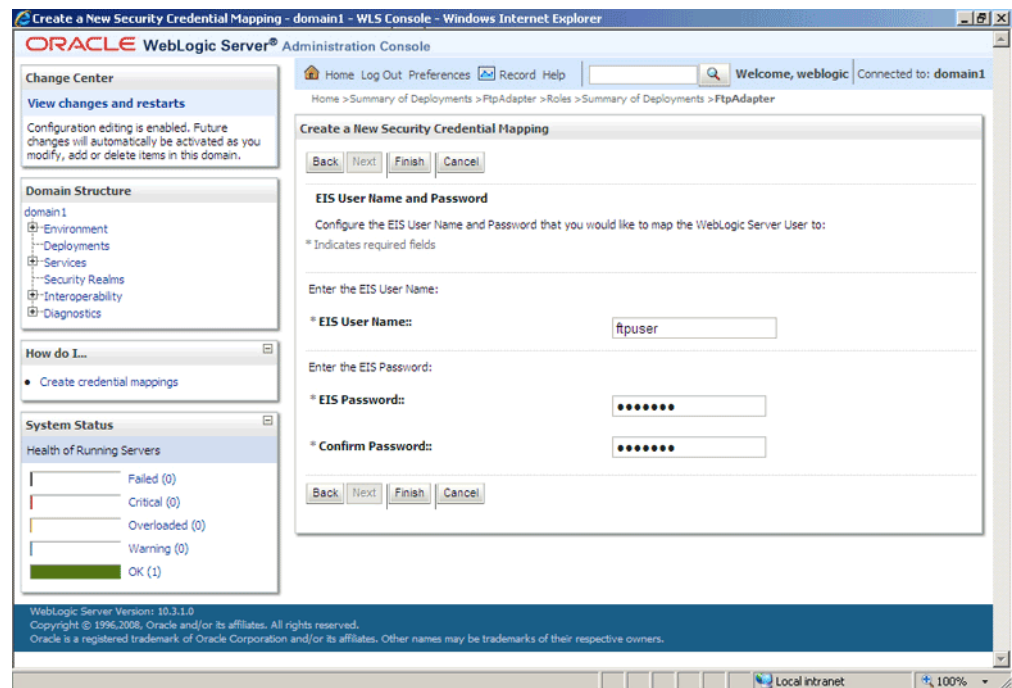 Create a New Security Credential Mapping - domain1 - WLS Console - Windows Internet Explorer
ORACLE WebLogic Server® Administration Console
Change Center
View changes and restarts
Configuration editing is enabled. Future
changes will automatically be activated as you
modify, add or delete items in this domain.
Domain Structure
domain1
Environment
Deployments
Services
Security Realms
Interoperability
Diagnostics
How do I...
Create credential mappings
System Status
Health of Running Servers
Failed (0)
Critical (0)
Overloaded (0)
Warning (0)
OK (1)
Home Log Out Preferences Record Help
Welcome, weblogic Connected to: domain1
Home >Summary of Deployments >FtpAdapter >Roles >Summary of Deployments >FtpAdapter
Create a New Security Credential Mapping
Back Next Finish Cancel
EIS User Name and Password
Configure the EIS User Name and Password that you would like to map the WebLogic Server User to:
* Indicates required fields
Enter the EIS User Name:
* EIS User Name::
ftpuser
Enter the EIS Password:
* EIS Password::
●●●●●●●
* Confirm Password::
●●●●●●●
Back Next Finish Cancel
WebLogic Server Version: 10.3.1.0
Copyright © 1996,2008, Oracle and/or its affiliates. All rights reserved.
Oracle is a registered trademark of Oracle Corporation and/or its affiliates. Other names may be trademarks of their respective owners.
Local intranet
100%